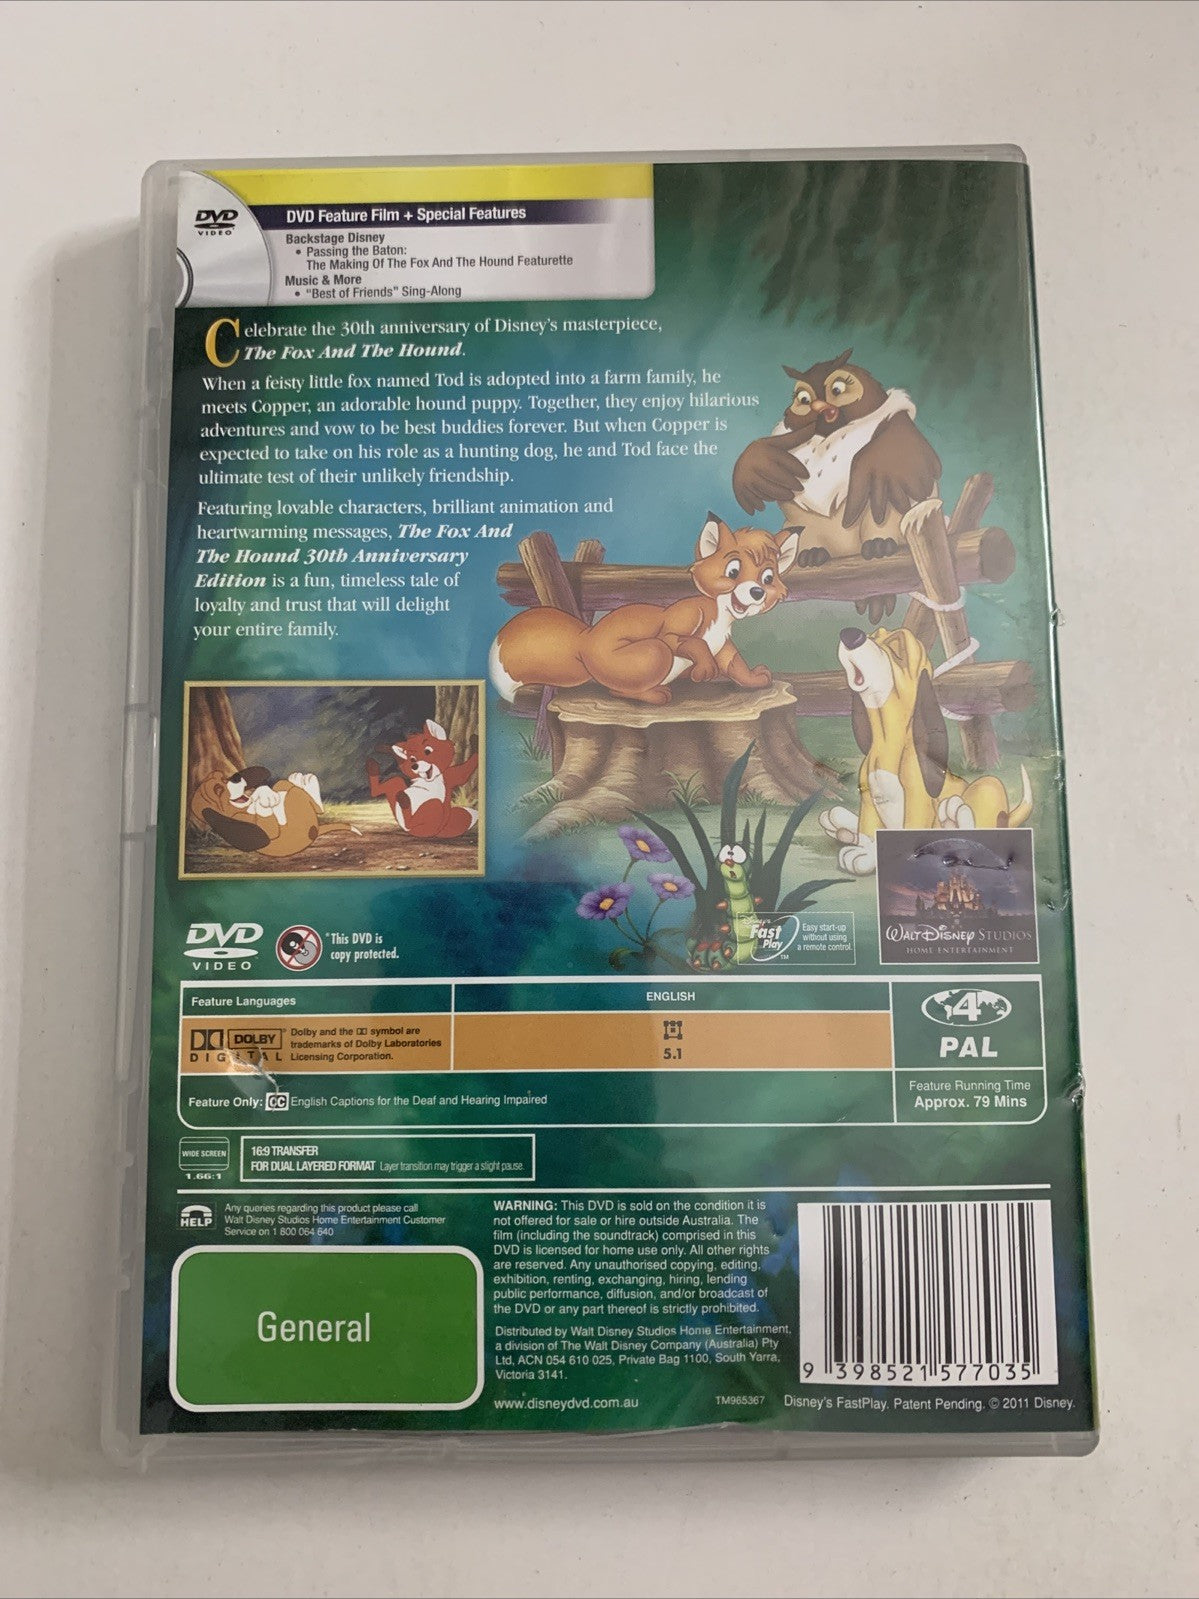 DVD
VIDEO
DVD Feature Film + Special Features
Backstage Disney
• Passing the Baton:
The Making Of The Fox And The Hound Featurette
Music & More
• "Best of Friends" Sing-Along
Celebrate the 30th anniversary of Disney's masterpiece,
The Fox And The Hound.
When a feisty little fox named Tod is adopted into a farm family, he
meets Copper, an adorable hound puppy. Together, they enjoy hilarious
adventures and vow to be best buddies forever. But when Copper is
expected to take on his role as a hunting dog, he and Tod face the
ultimate test of their unlikely friendship.
Featuring lovable characters, brilliant animation and
heartwarming messages, The Fox And
The Hound 30th Anniversary
Edition is a fun, timeless tale of
loyalty and trust that will delight
your entire family.
DVD
VIDEO
"This DVD is
copy protected.
Disney's
Fast
Play
TM
Easy start-up
without using
a remote control.
WALT DISNEY STUDIOS
HOME ENTERTAINMENT
Feature Languages
ENGLISH
DOLBY
DIGITAL
Dolby and the DD symbol are
trademarks of Dolby Laboratories
Licensing Corporation.
5.1
4
PAL
Feature Running Time
Approx. 79 Mins
Feature Only: CC English Captions for the Deaf and Hearing Impaired
WIDE SCREEN
1.66:1
16:9 TRANSFER
FOR DUAL LAYERED FORMAT Layer transition may trigger a slight pause.
HELP
Any queries regarding this product please call
Walt Disney Studios Home Entertainment Customer
Service on 1 800 064 640
General
WARNING: This DVD is sold on the condition it is
not offered for sale or hire outside Australia. The
film (including the soundtrack) comprised in this
DVD is licensed for home use only. All other rights
are reserved. Any unauthorised copying, editing,
exhibition, renting, exchanging, hiring, lending
public performance, diffusion, and/or broadcast of
the DVD or any part thereof is strictly prohibited.
Distributed by Walt Disney Studios Home Entertainment,
a division of The Walt Disney Company (Australia) Pty
Ltd, ACN 054 610 025, Private Bag 1100, South Yarra,
Victoria 3141.
www.disneydvd.com.au
TM965367
9 398521 577035
Disney's FastPlay. Patent Pending. © 2011 Disney.